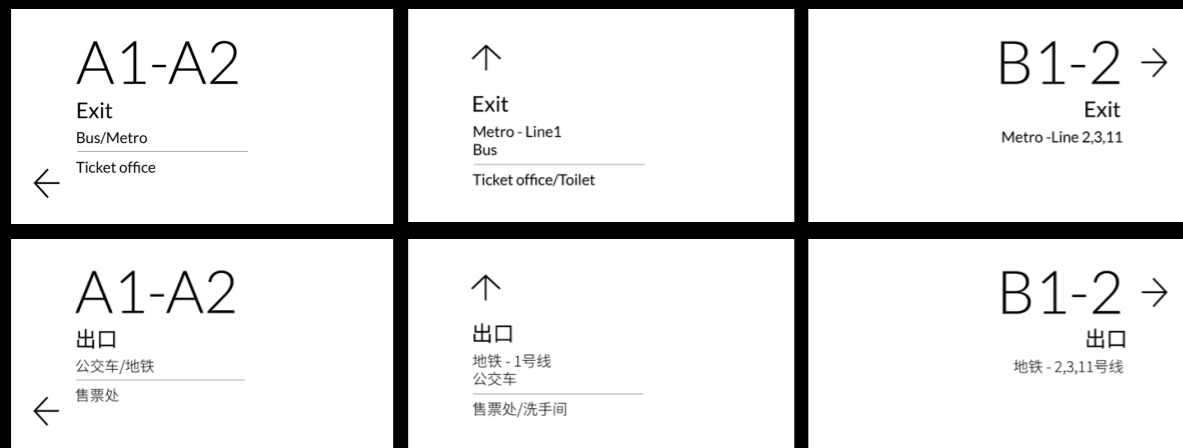 A1-A2
Exit
Bus/Metro
Ticket office
Exit
Metro - Line1
Bus
Ticket office/Toilet
B1-2
Exit
Metro -Line 2,3,11
A1-A2
出口
公交车/地铁
售票处
出口
地铁 - 1号线
公交车
售票处/洗手间
B1-2
出口
地铁 - 2,3,11号线